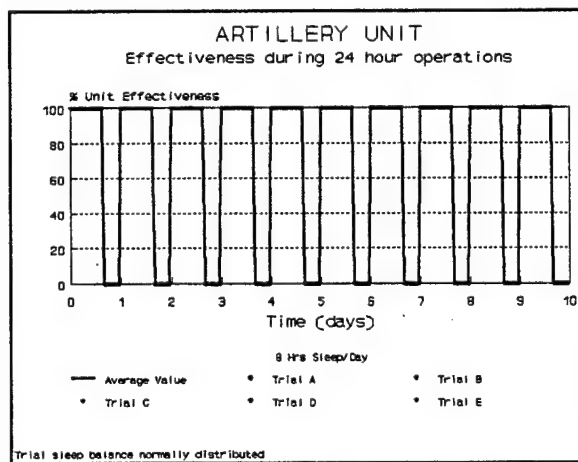 ARTILLERY UNIT
Effectiveness during 24 hour operations
% Unit Effectiveness
100
80
60
40
20
0
0 1 2 3 4 5 6 7 8 9 10
Time (days)
8 Hrs Sleep/Day
Average Value Trial A Trial B
Trial C Trial D Trial E
Trial sleep balance normally distributed